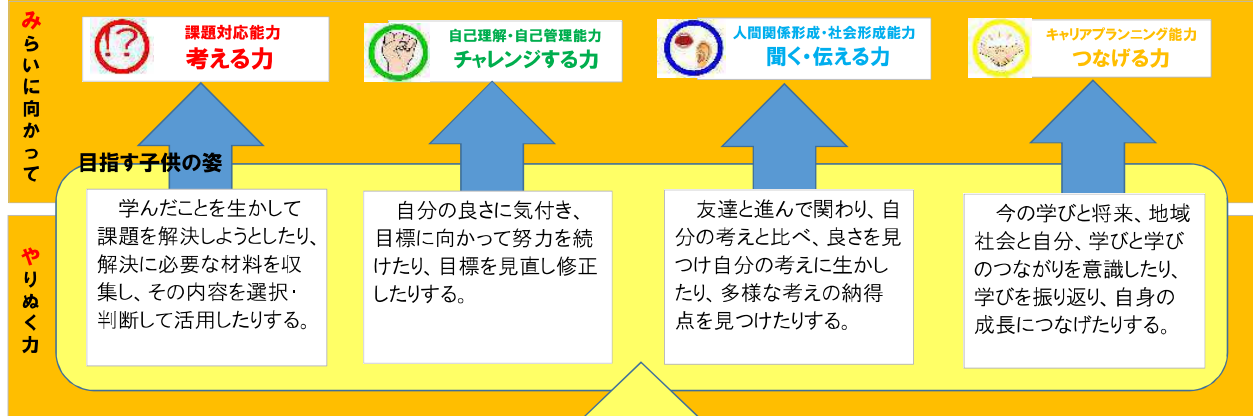 みらいに向かって
課題対応能力
考える力
自己理解・自己管理能力
チャレンジする力
人間関係形成・社会形成能力
聞く・伝える力
キャリアプランニング能力
つなげる力
目指す子供の姿
やりぬく力
学んだことを生かして
課題を解決しようとしたり、
解決に必要な材料を収
集し、その内容を選択・
判断して活用したりする。
自分の良さに気付き、
目標に向かって努力を続
けたり、目標を見直し修正
したりする。
友達と進んで関わり、自
分の考えと比べ、良さを見
つけ自分の考えに生かし
たり、多様な考えの納得
点を見つけたりする。
今の学びと将来、地域
社会と自分、学びと学び
のつながりを意識したり、
学びを振り返り、自身の
成長につなげたりする。